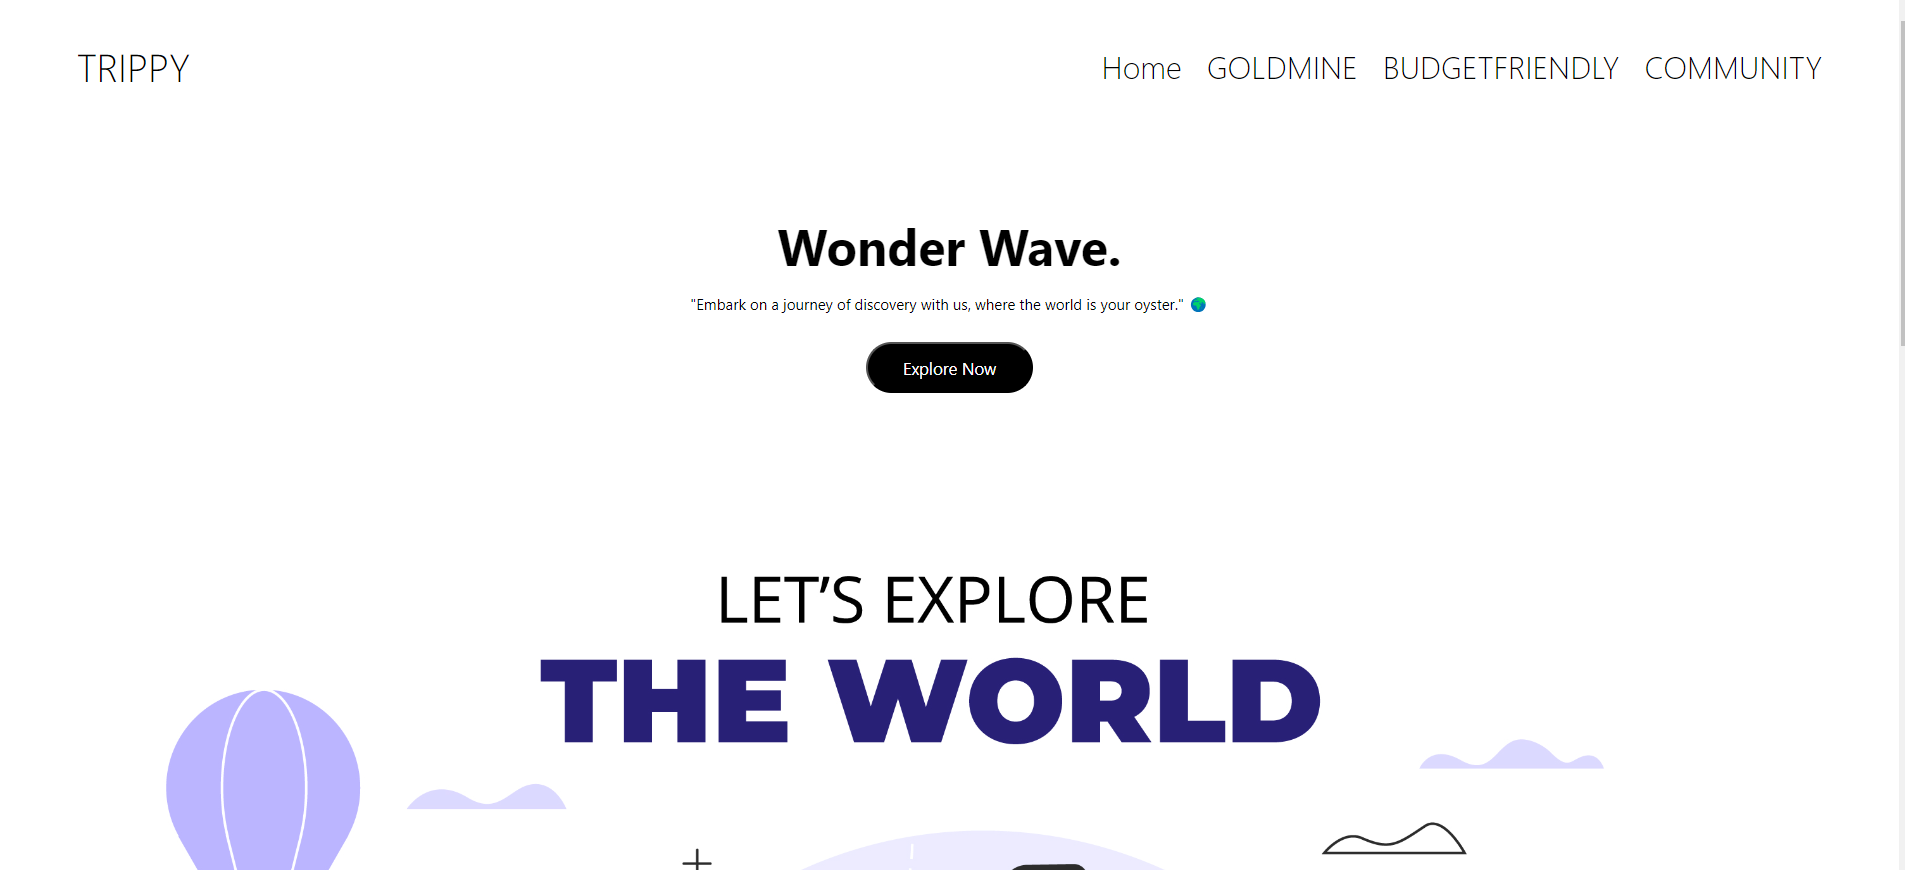 TRIPPY
Home GOLDMINE BUDGETFRIENDLY COMMUNITY
Wonder Wave.
"Embark on a journey of discovery with us, where the world is your oyster." 🌍
Explore Now
LET’S EXPLORE
THE WORLD